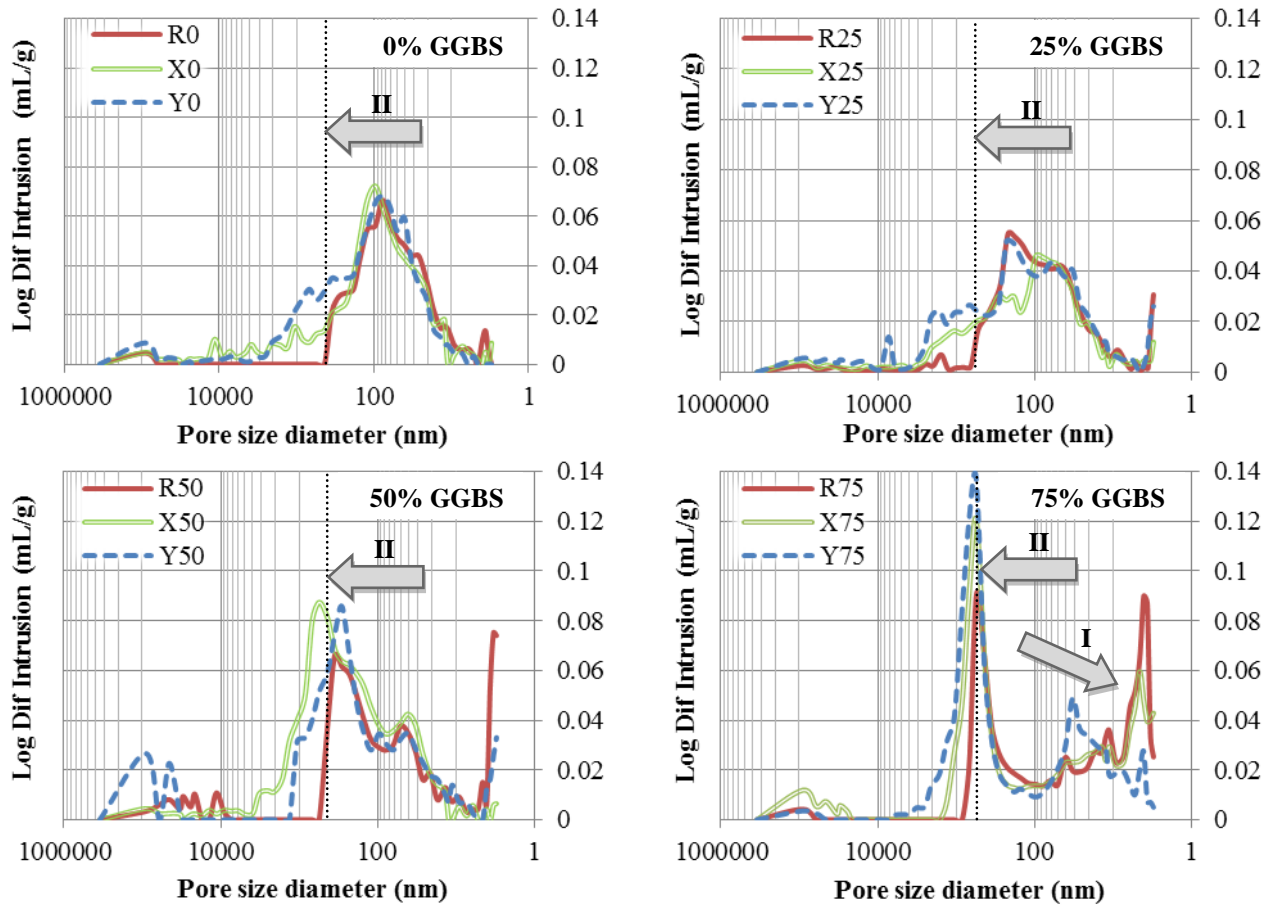 R0
X0
Y0
0% GGBS
II
Log Dif Intrusion (mL/g)
0.14
0.12
0.1
0.08
0.06
0.04
0.02
0
1000000
10000
100
1
Pore size diameter (nm)
R25
X25
Y25
25% GGBS
II
Log Dif Intrusion (mL/g)
0.14
0.12
0.1
0.08
0.06
0.04
0.02
0
1000000
10000
100
1
Pore size diameter (nm)
R50
X50
Y50
50% GGBS
II
Log Dif Intrusion (mL/g)
0.14
0.12
0.1
0.08
0.06
0.04
0.02
0
1000000
10000
100
1
Pore size diameter (nm)
R75
X75
Y75
75% GGBS
II
I
Log Dif Intrusion (mL/g)
0.14
0.12
0.1
0.08
0.06
0.04
0.02
0
1000000
10000
100
1
Pore size diameter (nm)